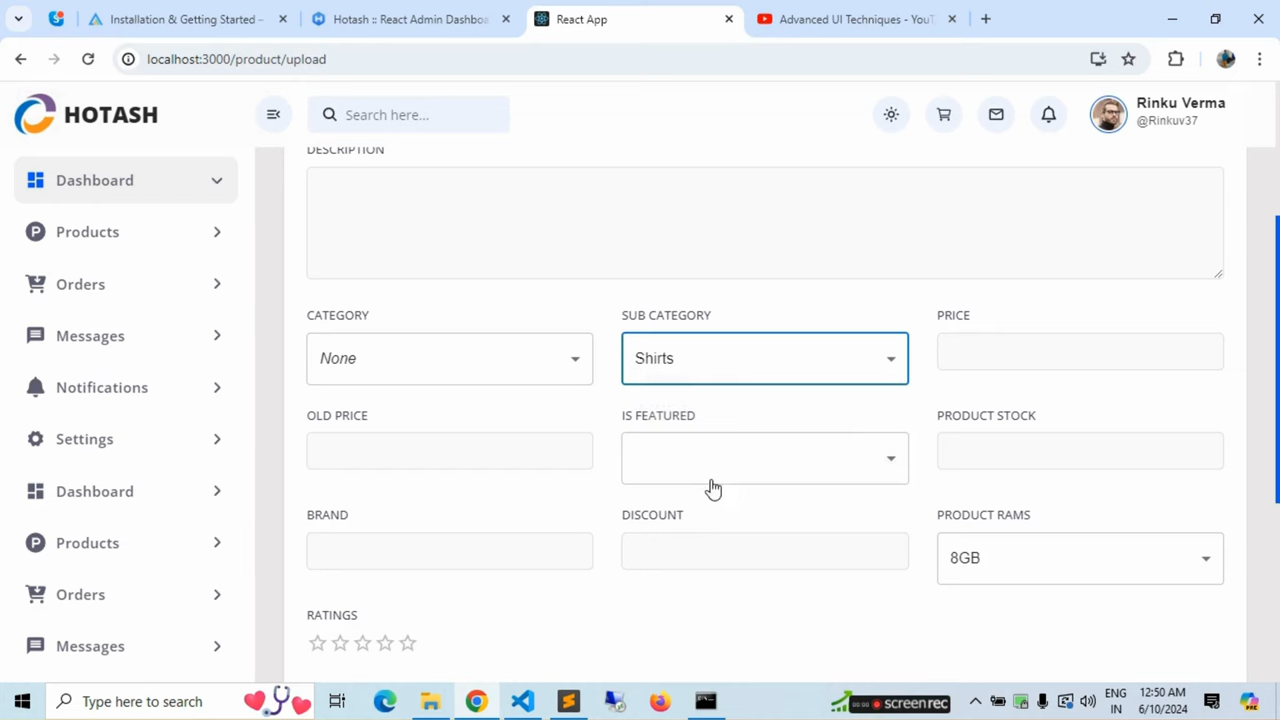 Installation & Getting Started –
Hotash :: React Admin Dashboa
React App
Advanced UI Techniques - YouT
localhost:3000/product/upload
HOTASH
Search here...
Rinku Verma
@Rinkuv37
Dashboard
Products
Orders
Messages
Notifications
Settings
Dashboard
Products
Orders
Messages
DESCRIPTION
CATEGORY
SUB CATEGORY
PRICE
None
Shirts
OLD PRICE
IS FEATURED
PRODUCT STOCK
BRAND
DISCOUNT
PRODUCT RAMS
8GB
RATINGS
Type here to search
screenrec
ENG
IN
12:50 AM
6/10/2024